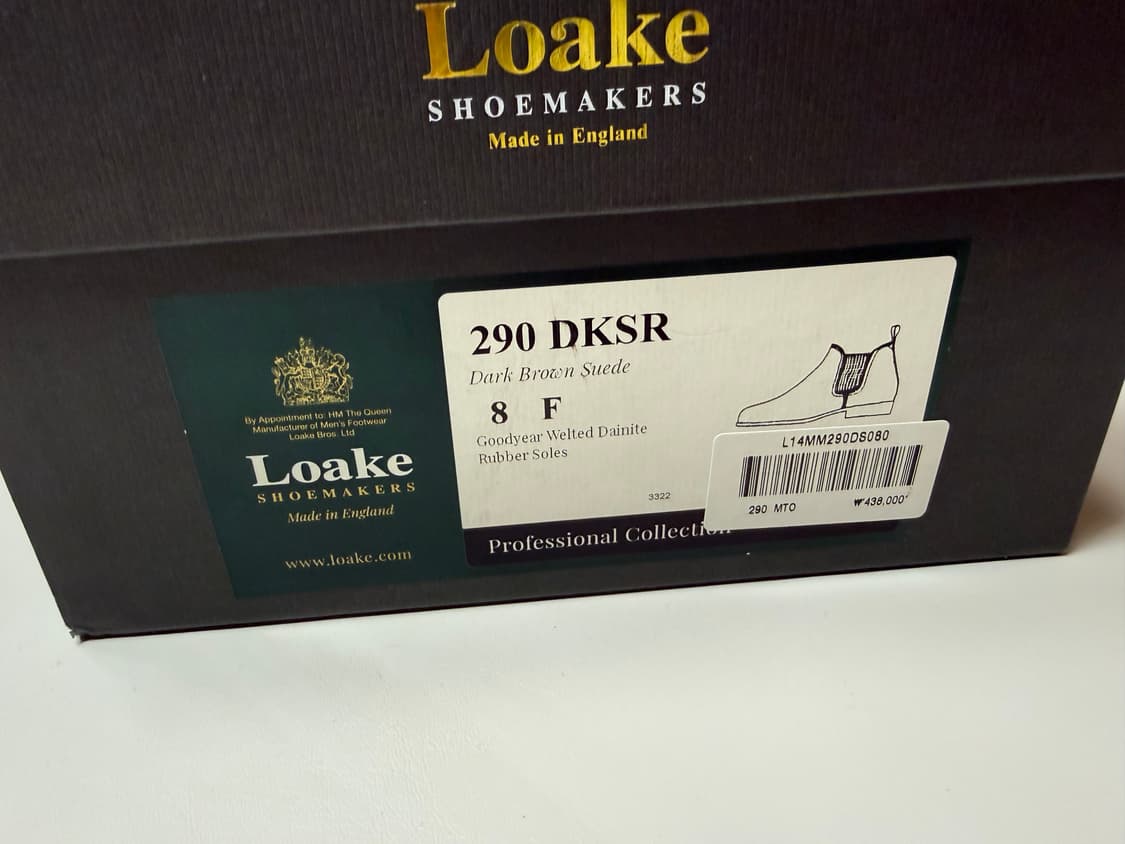 Loake
SHOEMAKERS
Made in England
By Appointment to: HM The Queen
Manufacturer of Men's Footwear
Loake Bros. Ltd
Loake
SHOEMAKERS
Made in England
www.loake.com
290 DKSR
Dark Brown Suede
8 F
Goodyear Welted Dainite
Rubber Soles
3322
Professional Collection
L14MM290DS080
290 MTO ₩438,000